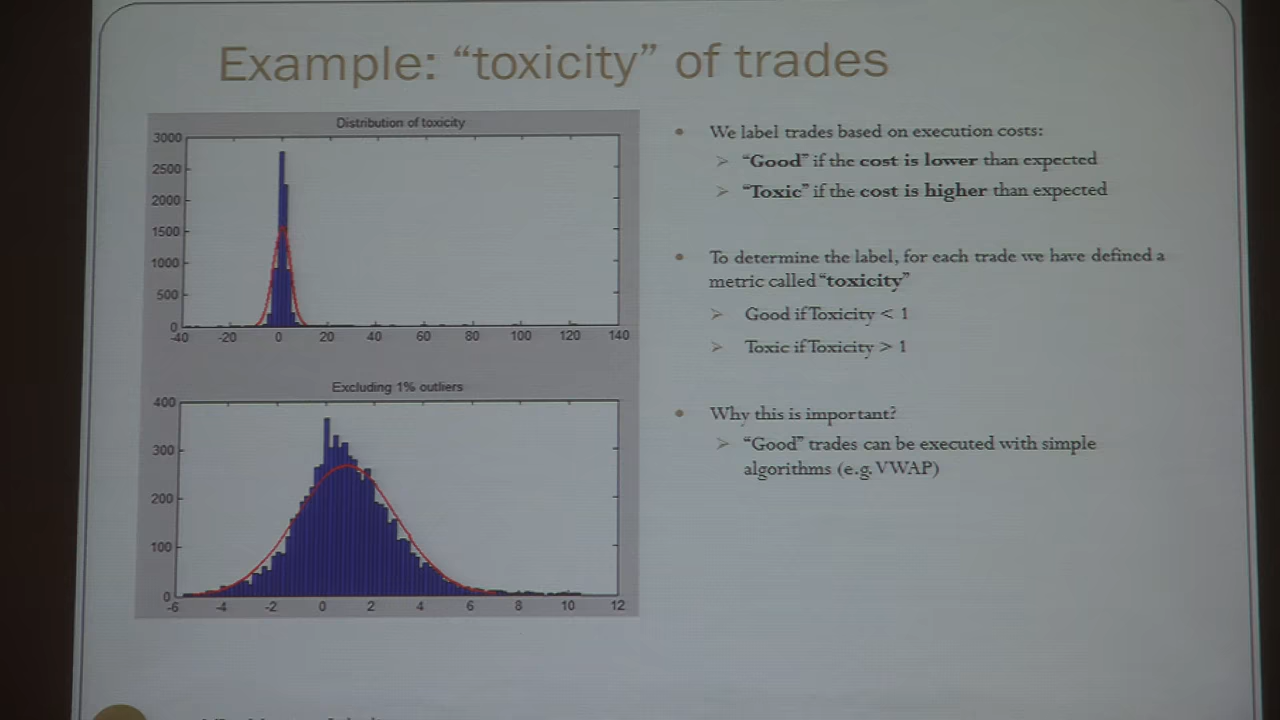 Example: “toxicity” of trades
Distribution of toxicity
3000
2500
2000
1500
1000
500
0
-40 -20 0 20 40 60 80 100 120 140
Excluding 1% outliers
400
300
200
100
0
-6 -4 -2 0 2 4 6 8 10 12
We label trades based on execution costs:
“Good” if the cost is lower than expected
“Toxic” if the cost is higher than expected
To determine the label, for each trade we have defined a
metric called “toxicity”
Good if Toxicity < 1
Toxic if Toxicity > 1
Why this is important?
“Good” trades can be executed with simple
algorithms (e.g. VWAP)